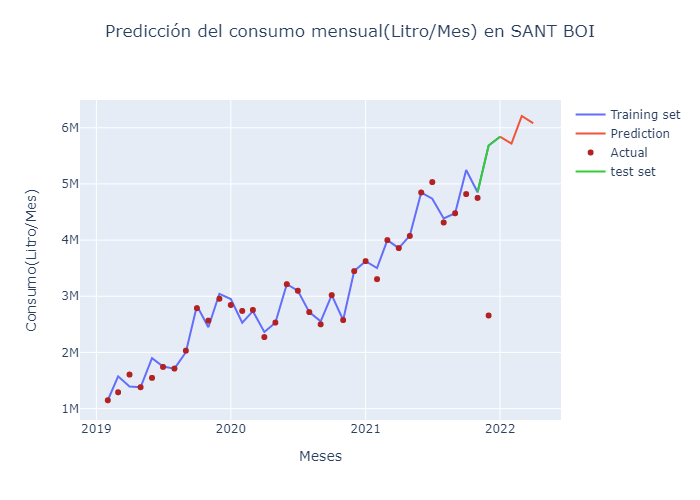 Predicción del consumo mensual(Litro/Mes) en SANT BOI
Training set
Prediction
Actual
test set
6M
5M
4M
3M
2M
1M
Consumo(Litro/Mes)
2019
2020
2021
2022
Meses